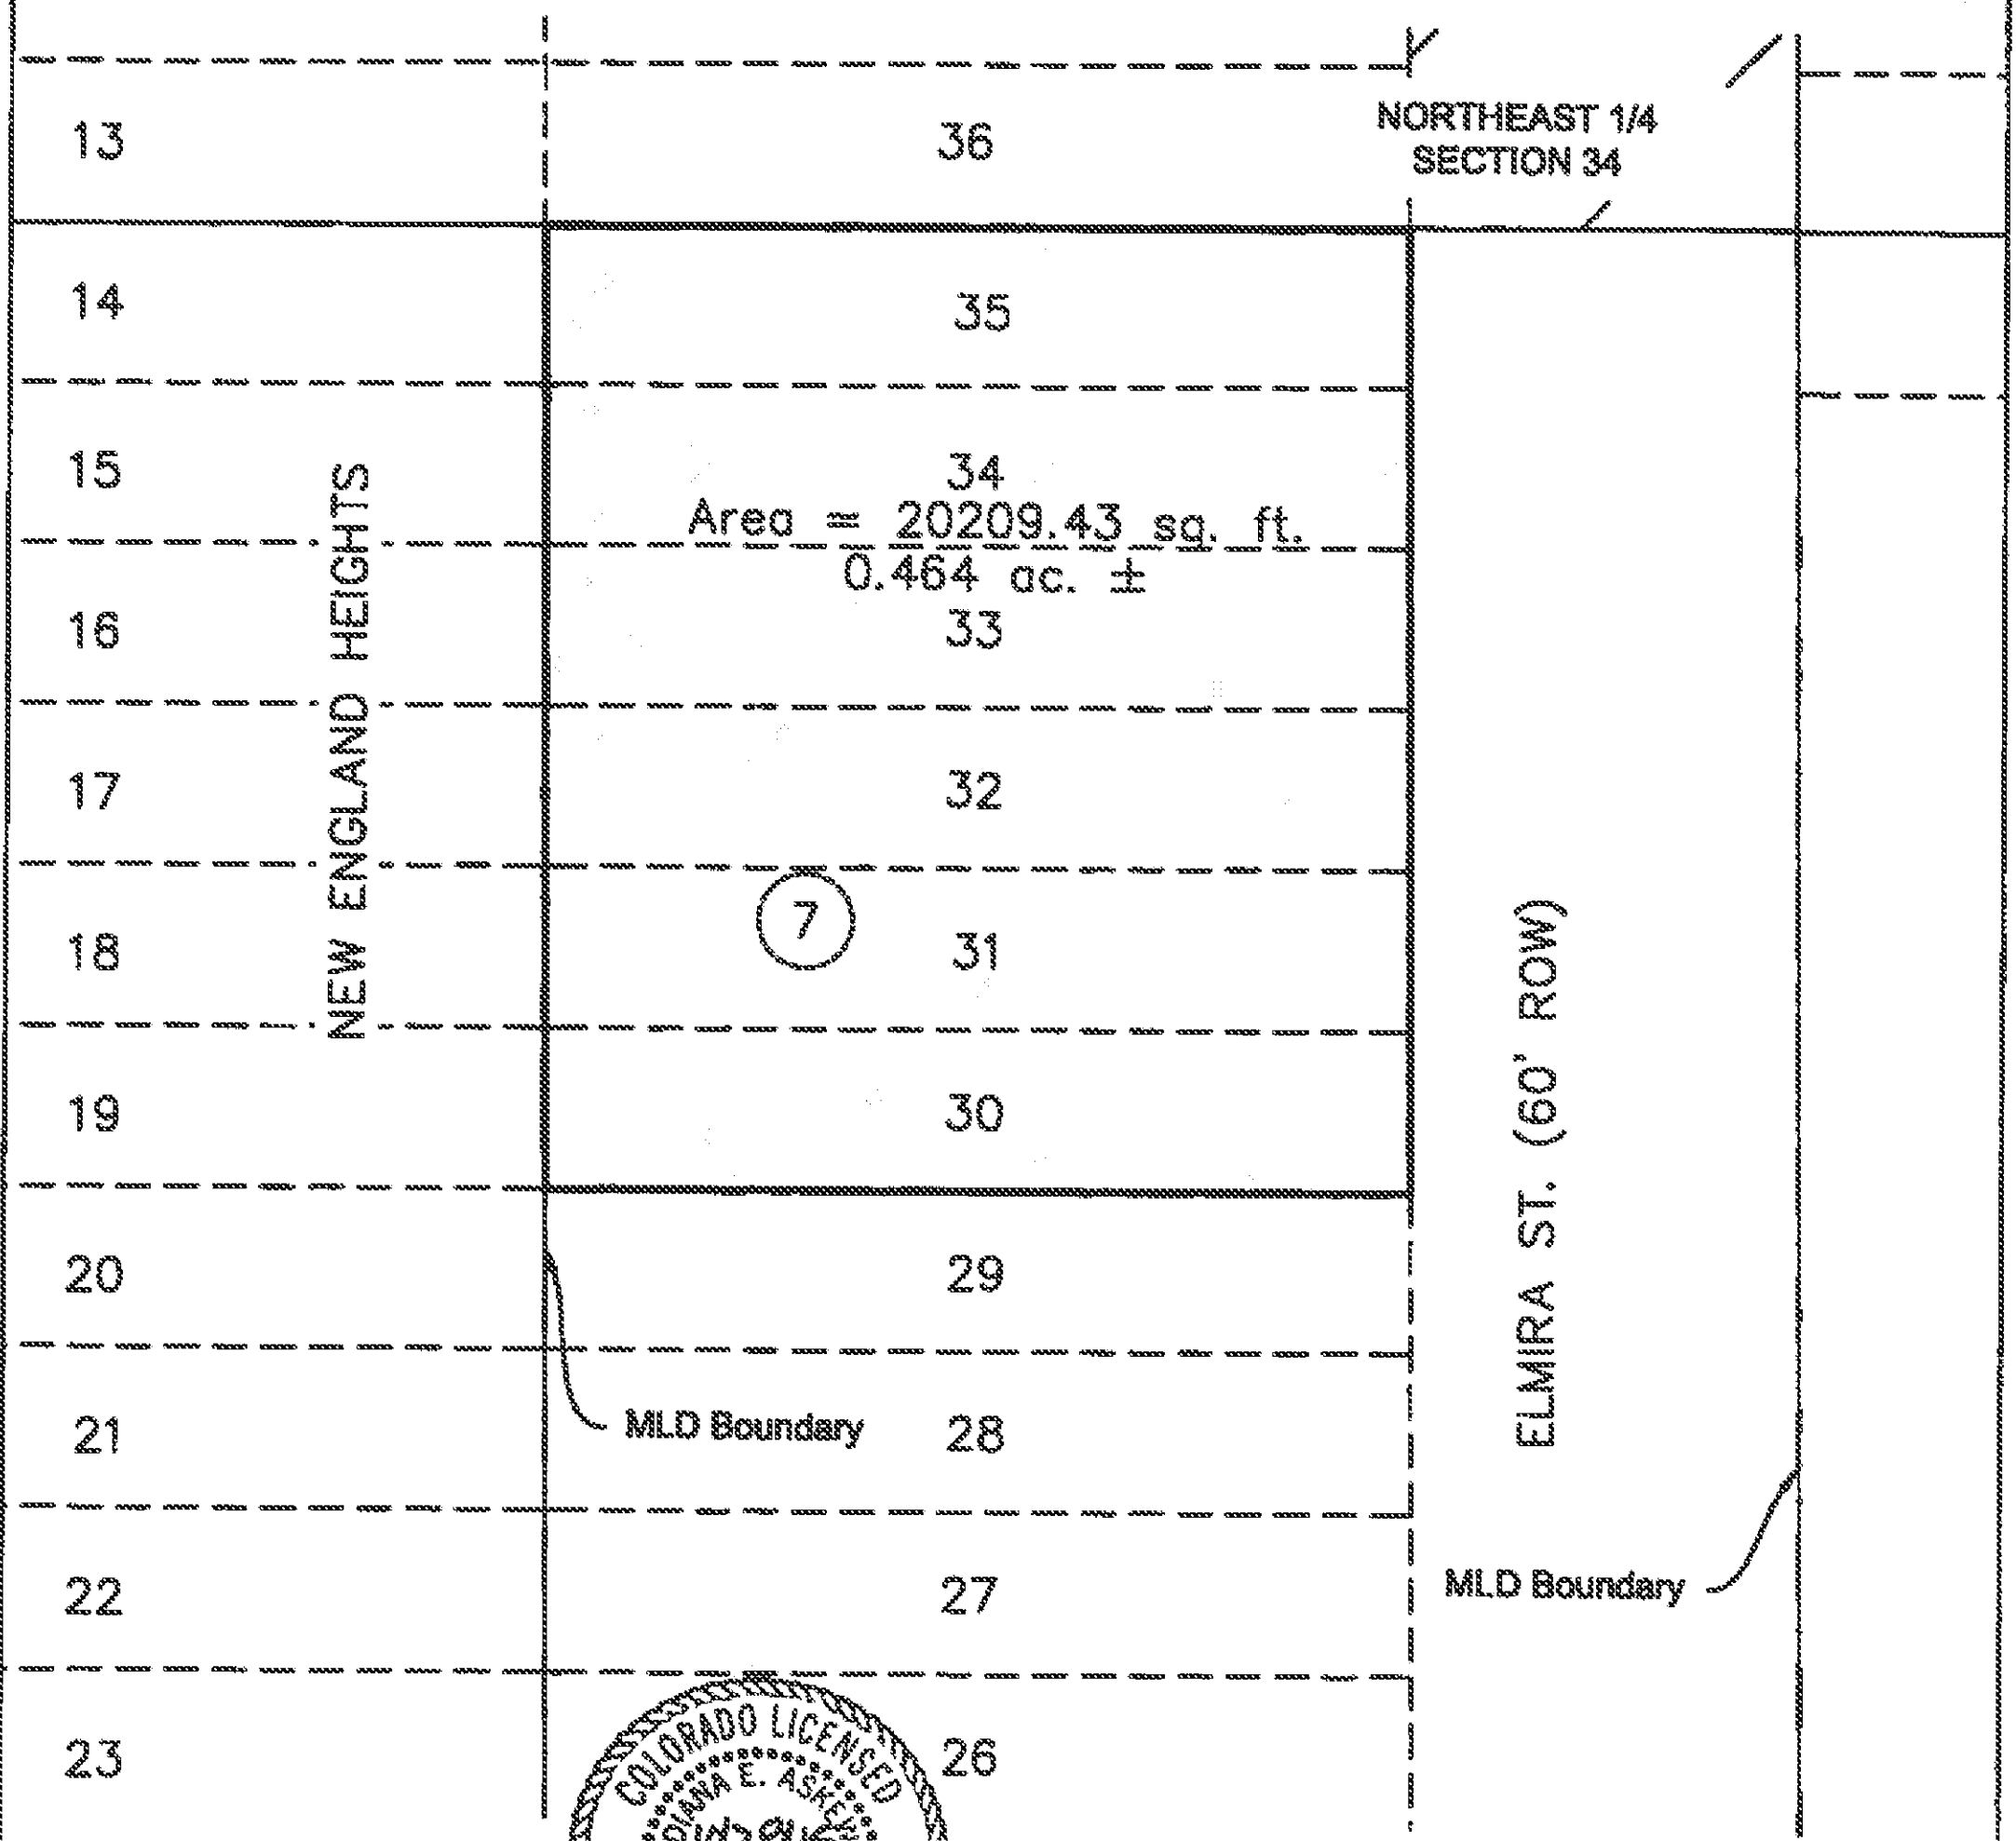 13
36
NORTHEAST 1/4
SECTION 34
14
35
15
34
Area = 20209.43 sq. ft.
0.464 ac. ±
16
33
NEW ENGLAND HEIGHTS
17
32
7
18
31
19
30
ELMIRA ST. (60' ROW)
20
29
21
MLD Boundary
28
22
27
MLD Boundary
23
26
COLORADO LICENSED
DIANA E.